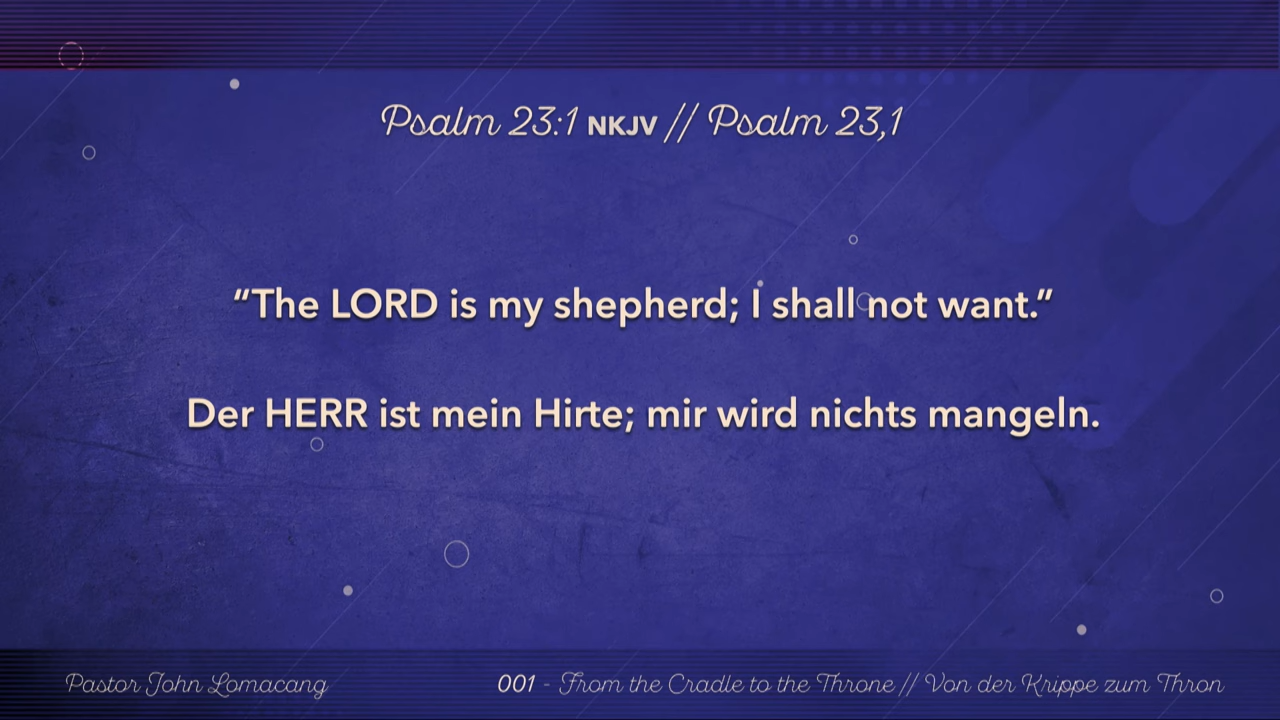 Psalm 23:1 NKJV // Psalm 23,1
“The LORD is my shepherd; I shall not want.”
Der HERR ist mein Hirte; mir wird nichts mangeln.
Pastor John Lomacang
001 - From the Cradle to the Throne // Von der Krippe zum Thron